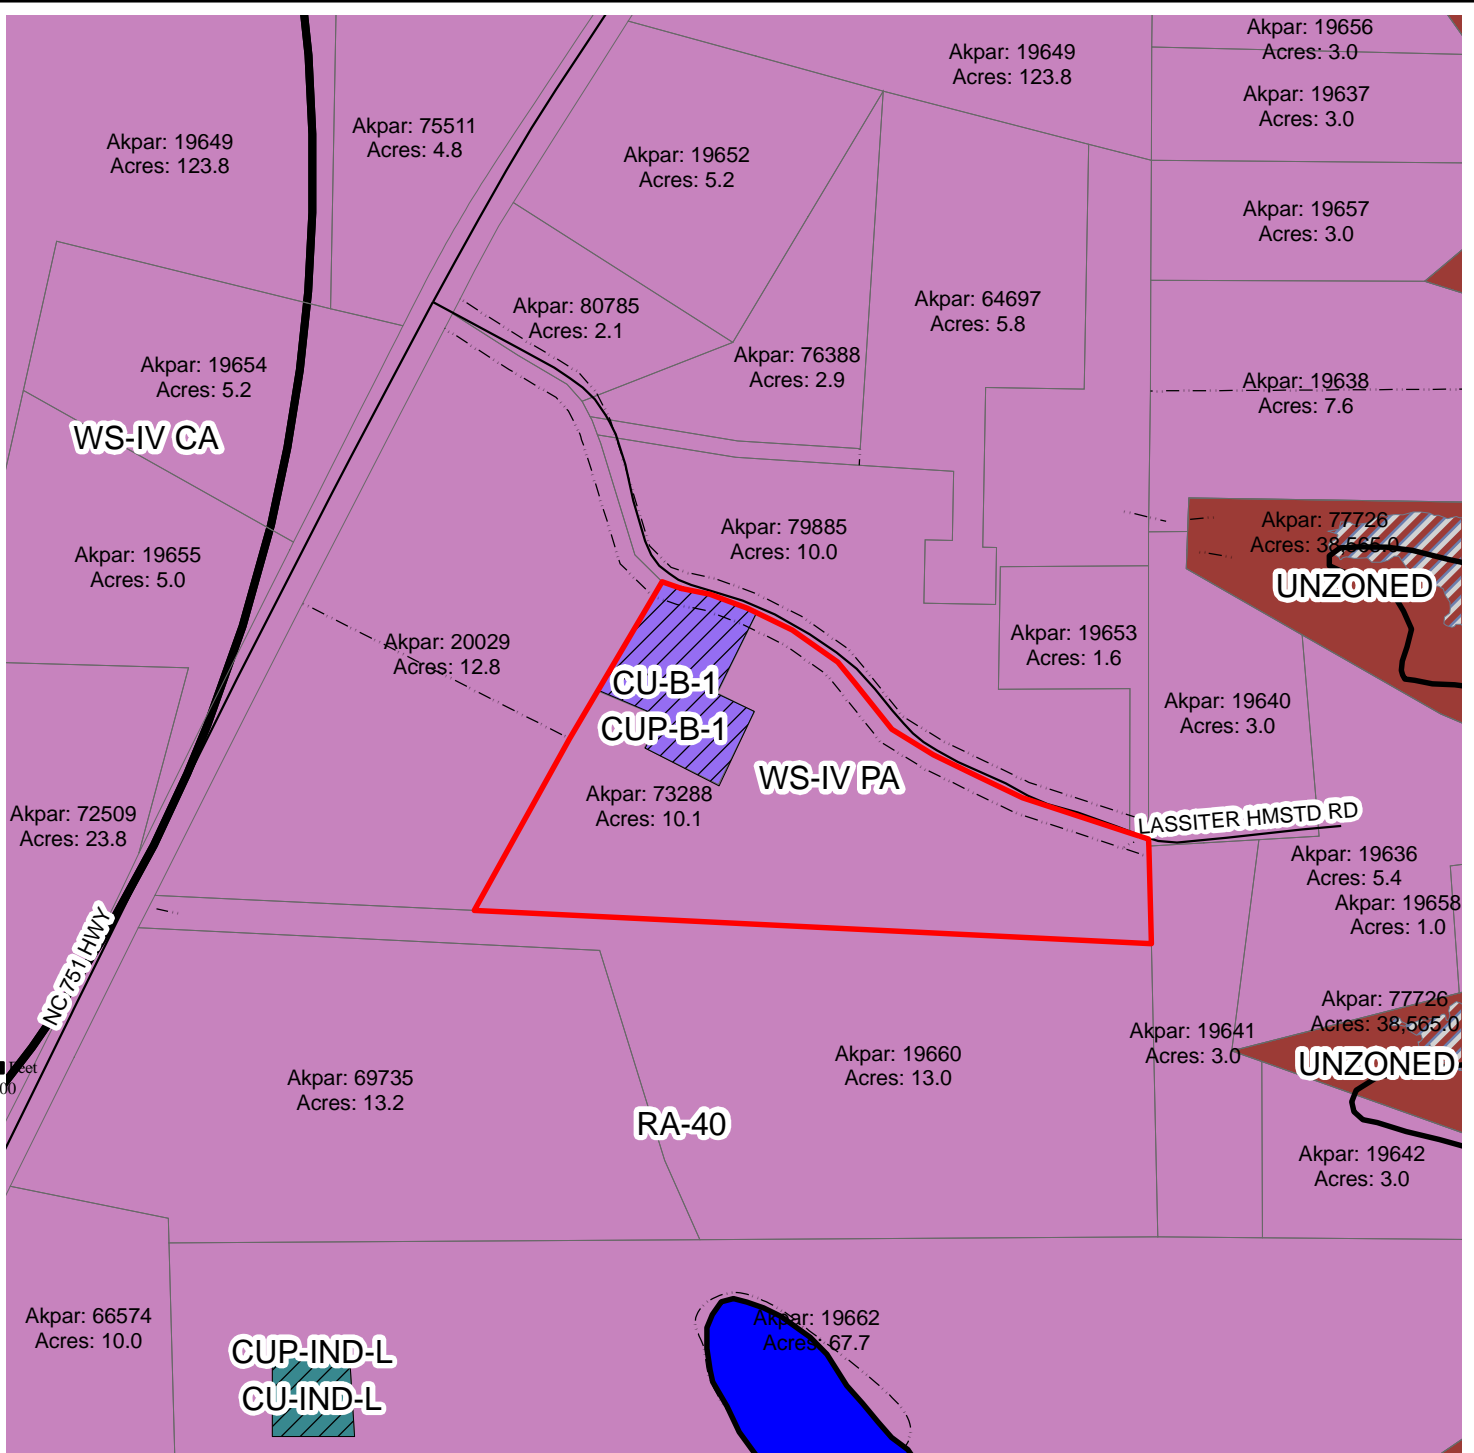 Akpar: 19656
Acres: 3.0
Akpar: 19649
Acres: 123.8
Akpar: 19637
Acres: 3.0
Akpar: 75511
Acres: 4.8
Akpar: 19649
Acres: 123.8
Akpar: 19652
Acres: 5.2
Akpar: 19657
Acres: 3.0
Akpar: 64697
Acres: 5.8
Akpar: 80785
Acres: 2.1
Akpar: 76388
Acres: 2.9
Akpar: 19654
Acres: 5.2
Akpar: 19638
Acres: 7.6
WS-IV CA
Akpar: 77726
Acres: 38,565.0
Akpar: 79885
Acres: 10.0
Akpar: 19655
Acres: 5.0
UNZONED
Akpar: 20029
Acres: 12.8
Akpar: 19653
Acres: 1.6
CU-B-1
CUP-B-1
Akpar: 19640
Acres: 3.0
WS-IV PA
Akpar: 73288
Acres: 10.1
Akpar: 72509
Acres: 23.8
LASSITER HMSTD RD
Akpar: 19636
Acres: 5.4
Akpar: 19658
Acres: 1.0
NC 751 HWY
Akpar: 77726
Acres: 38,565.0
Akpar: 19641
Acres: 3.0
UNZONED
Akpar: 19660
Acres: 13.0
Feet
00
Akpar: 69735
Acres: 13.2
RA-40
Akpar: 19642
Acres: 3.0
Akpar: 66574
Acres: 10.0
Akpar: 19662
Acres: 67.7
CUP-IND-L
CU-IND-L